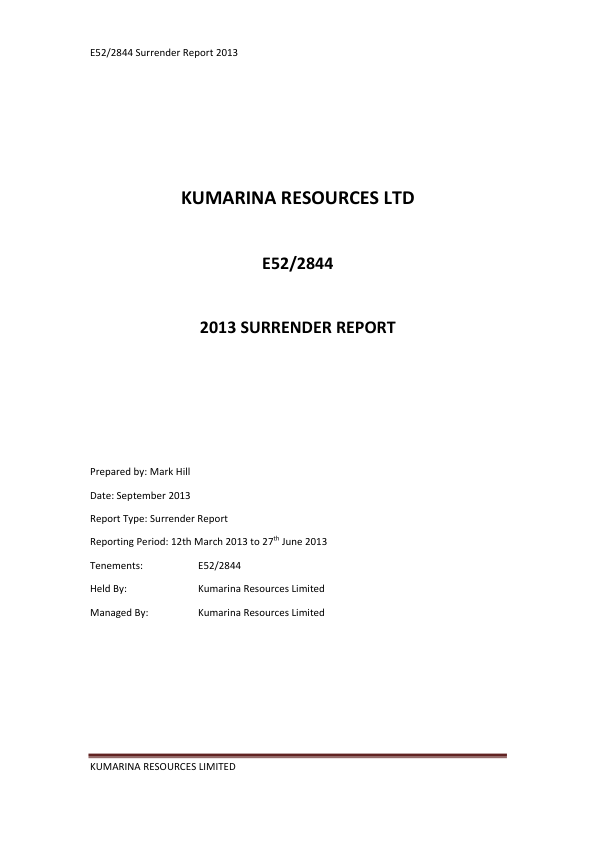 E52/2844 Surrender Report 2013
KUMARINA RESOURCES LTD
E52/2844
2013 SURRENDER REPORT
Prepared by: Mark Hill
Date: September 2013
Report Type: Surrender Report
Reporting Period: 12th March 2013 to 27th June 2013
Tenements: E52/2844
Held By: Kumarina Resources Limited
Managed By: Kumarina Resources Limited
KUMARINA RESOURCES LIMITED